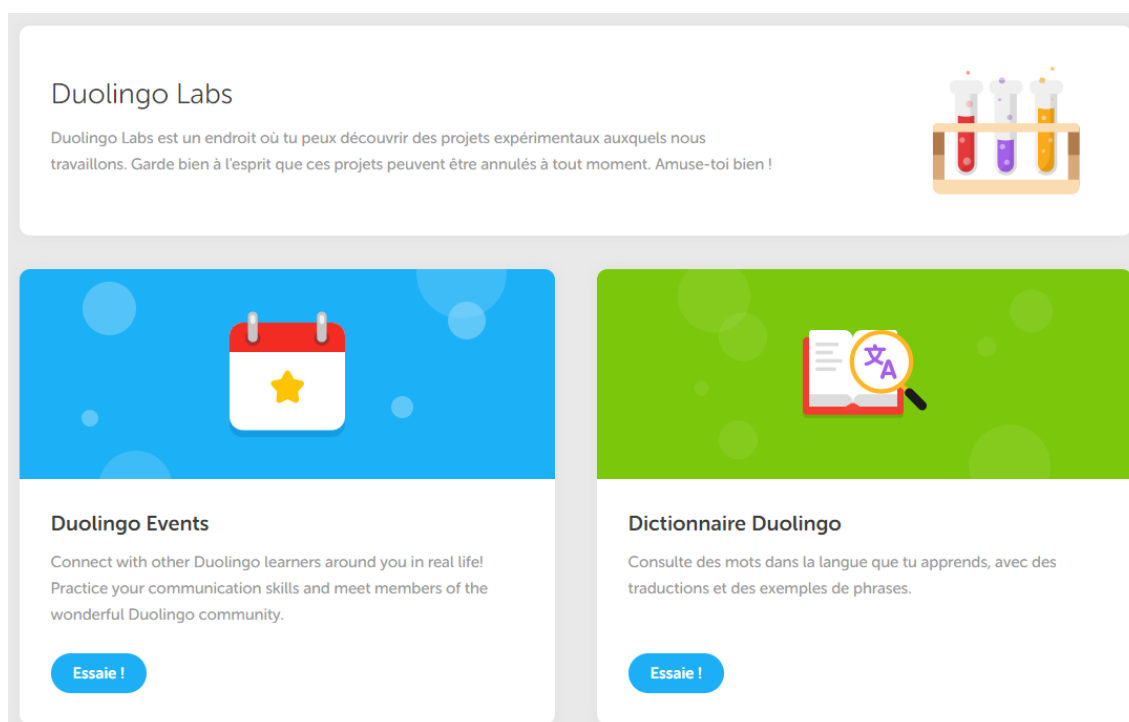 Duolingo Labs
Duolingo Labs est un endroit où tu peux découvrir des projets expérimentaux auxquels nous
travaillons. Garde bien à l'esprit que ces projets peuvent être annulés à tout moment. Amuse-toi bien !
文A
Duolingo Events
Connect with other Duolingo learners around you in real life!
Practice your communication skills and meet members of the
wonderful Duolingo community.
Essaie !
Dictionnaire Duolingo
Consulte des mots dans la langue que tu apprends, avec des
traductions et des exemples de phrases.
Essaie !